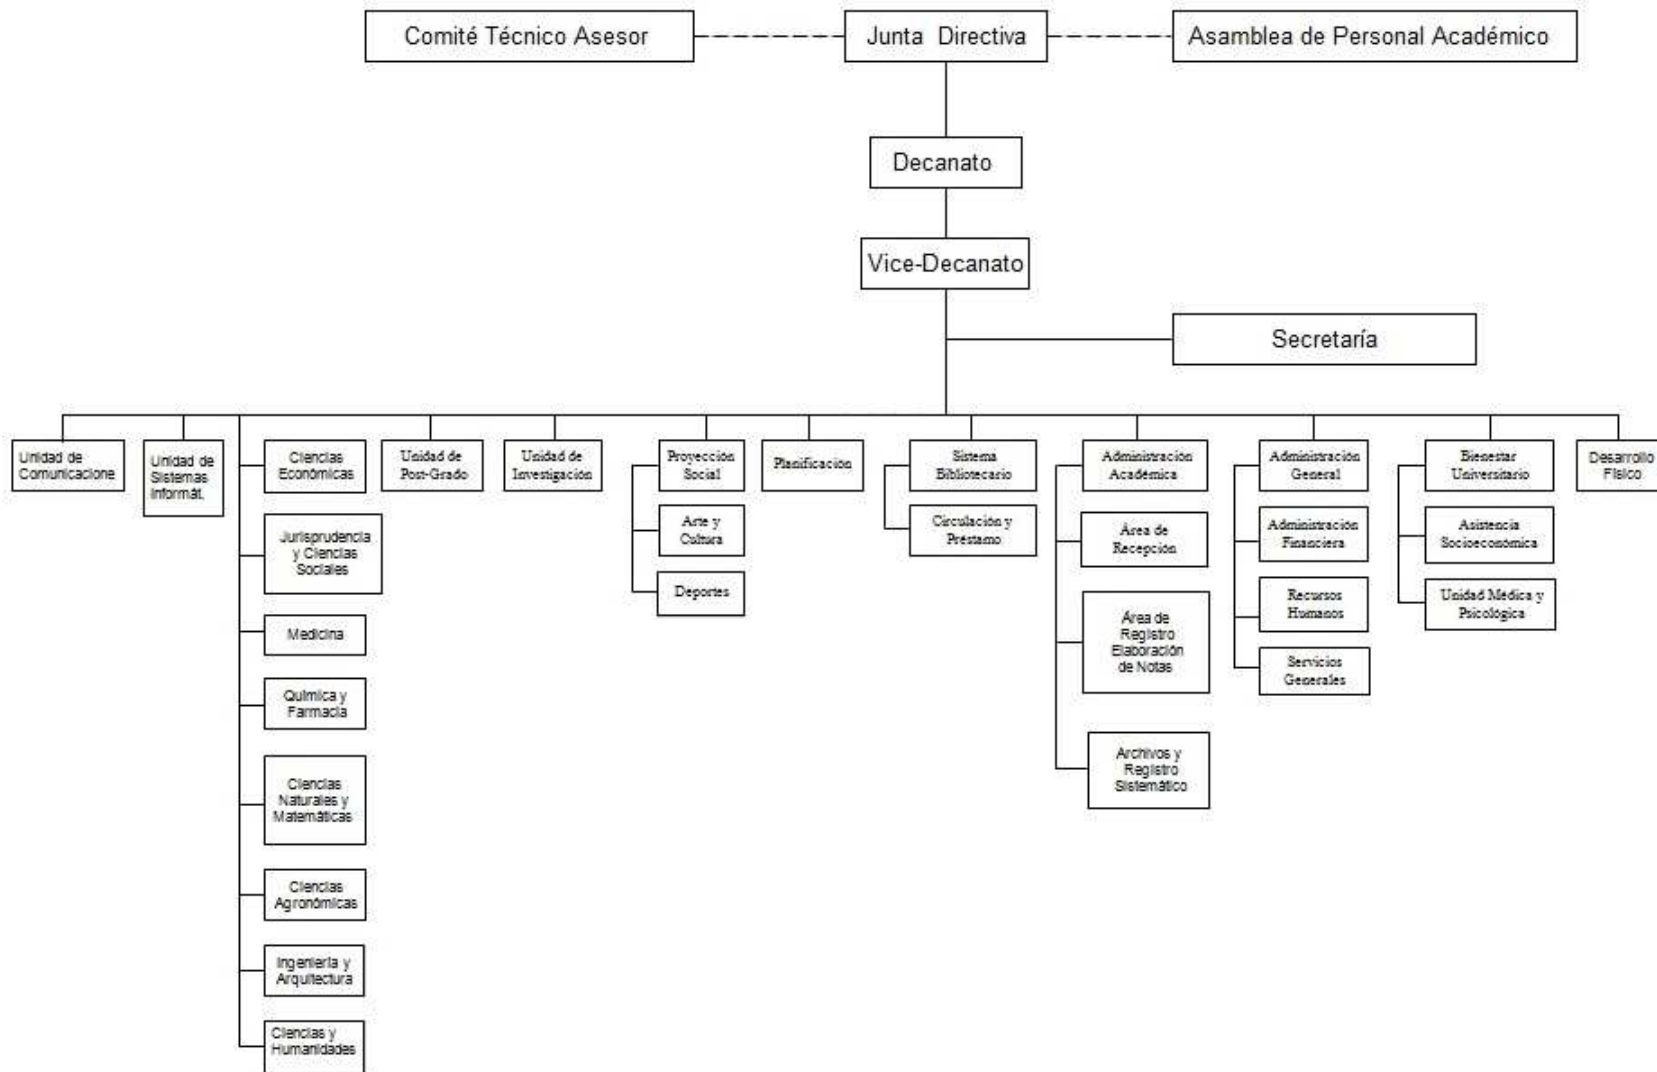 Comité Técnico Asesor
Junta Directiva
Asamblea de Personal Académico
Decanato
Vice-Decanato
Secretaría
Unidad de
Comunicacione
Unidad de
Sistemas
Informát.
Ciencias
Económicas
Unidad de
Post-Grado
Unidad de
Investigación
Proyección
Social
Planificación
Sistema
Bibliotecario
Administración
Académica
Administración
General
Bienestar
Universitario
Desarrollo
Físico
Jurisprudencia
y Ciencias
Sociales
Arte y
Cultura
Circulación y
Préstamo
Área de
Recepción
Administración
Financiera
Asistencia
Socioeconómica
Deportes
Recursos
Humanos
Unidad Médica y
Psicológica
Medicina
Área de
Registro
Elaboración
de Notas
Servicios
Generales
Química y
Farmacia
Archivos y
Registro
Sistemático
Ciencias
Naturales y
Matemáticas
Ciencias
Agronómicas
Ingeniería y
Arquitectura
Ciencias y
Humanidades